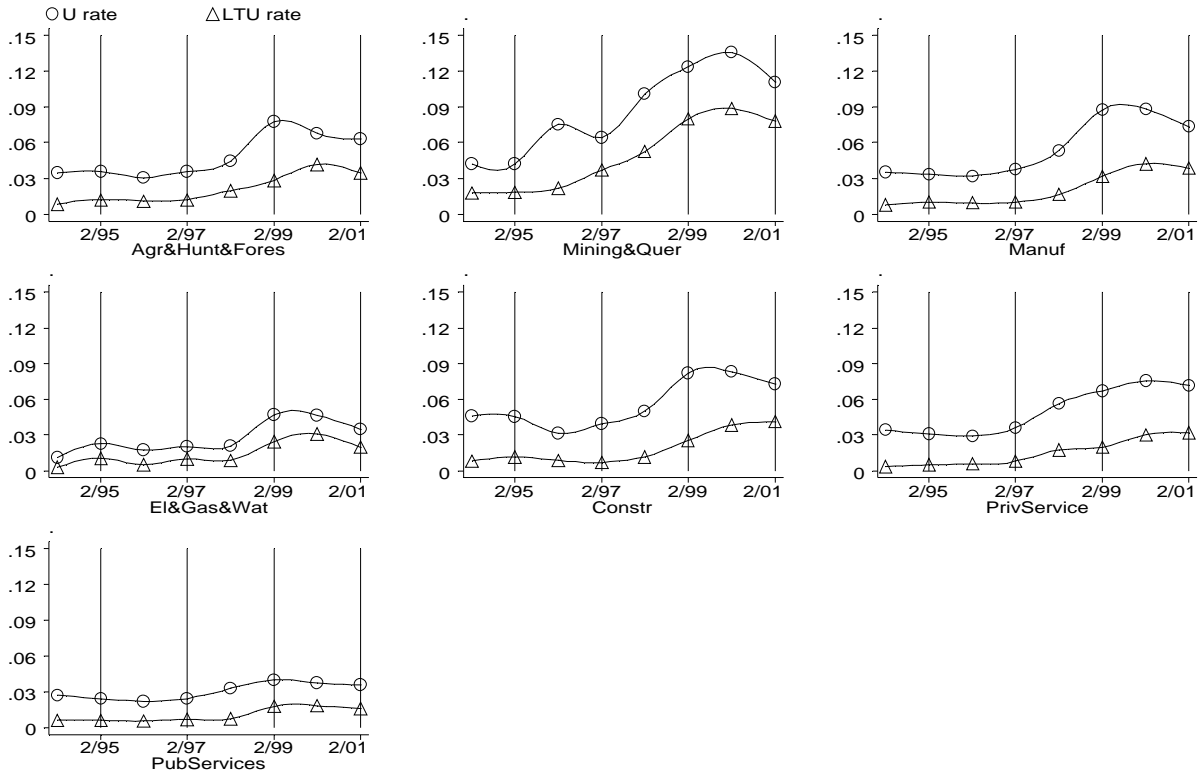 U rate LTU rate
.15 .15 .15
.12 .12 .12
.09 .09 .09
.06 .06 .06
.03 .03 .03
0 0 0
2/95 2/97 2/99 2/01 2/95 2/97 2/99 2/01 2/95 2/97 2/99 2/01
Agr&Hunt&Fores Mining&Quer Manuf
.15 .15 .15
.12 .12 .12
.09 .09 .09
.06 .06 .06
.03 .03 .03
0 0 0
2/95 2/97 2/99 2/01 2/95 2/97 2/99 2/01 2/95 2/97 2/99 2/01
El&Gas&Wat Constr PrivService
.15
.12
.09
.06
.03
0
2/95 2/97 2/99 2/01
PubServices